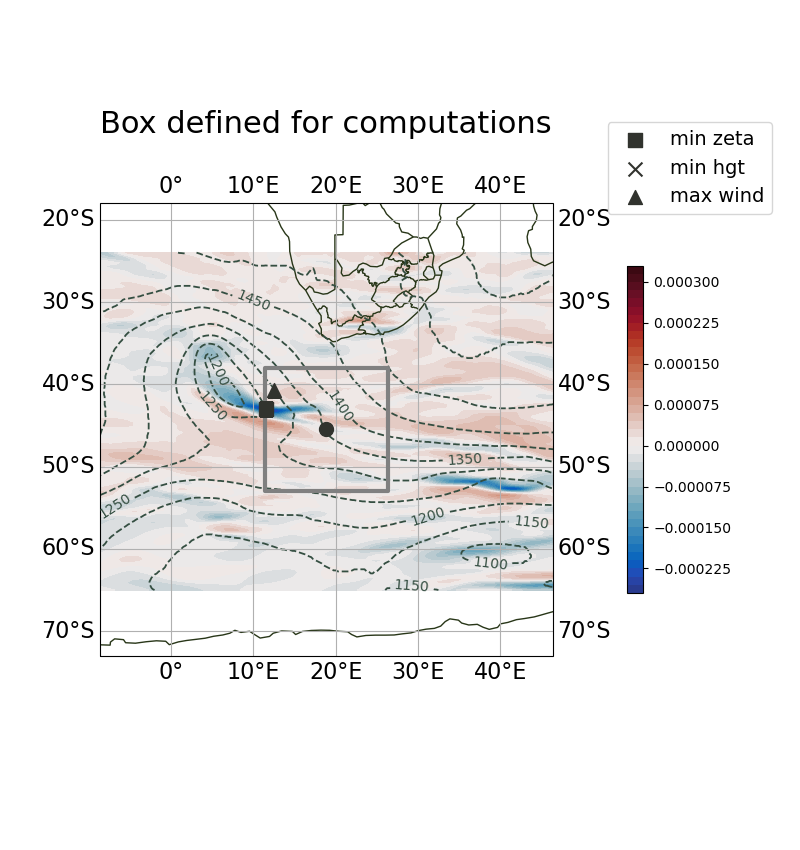 Box defined for computations
min zeta
min hgt
max wind
0° 10°E 20°E 30°E 40°E
20°S 20°S
30°S 30°S
40°S 40°S
50°S 50°S
60°S 60°S
70°S 70°S
0° 10°E 20°E 30°E 40°E
1450
1200
1250
1400
1350
1250
1200
1150
1100
1150
0.000300
0.000225
0.000150
0.000075
0.000000
−0.000075
−0.000150
−0.000225